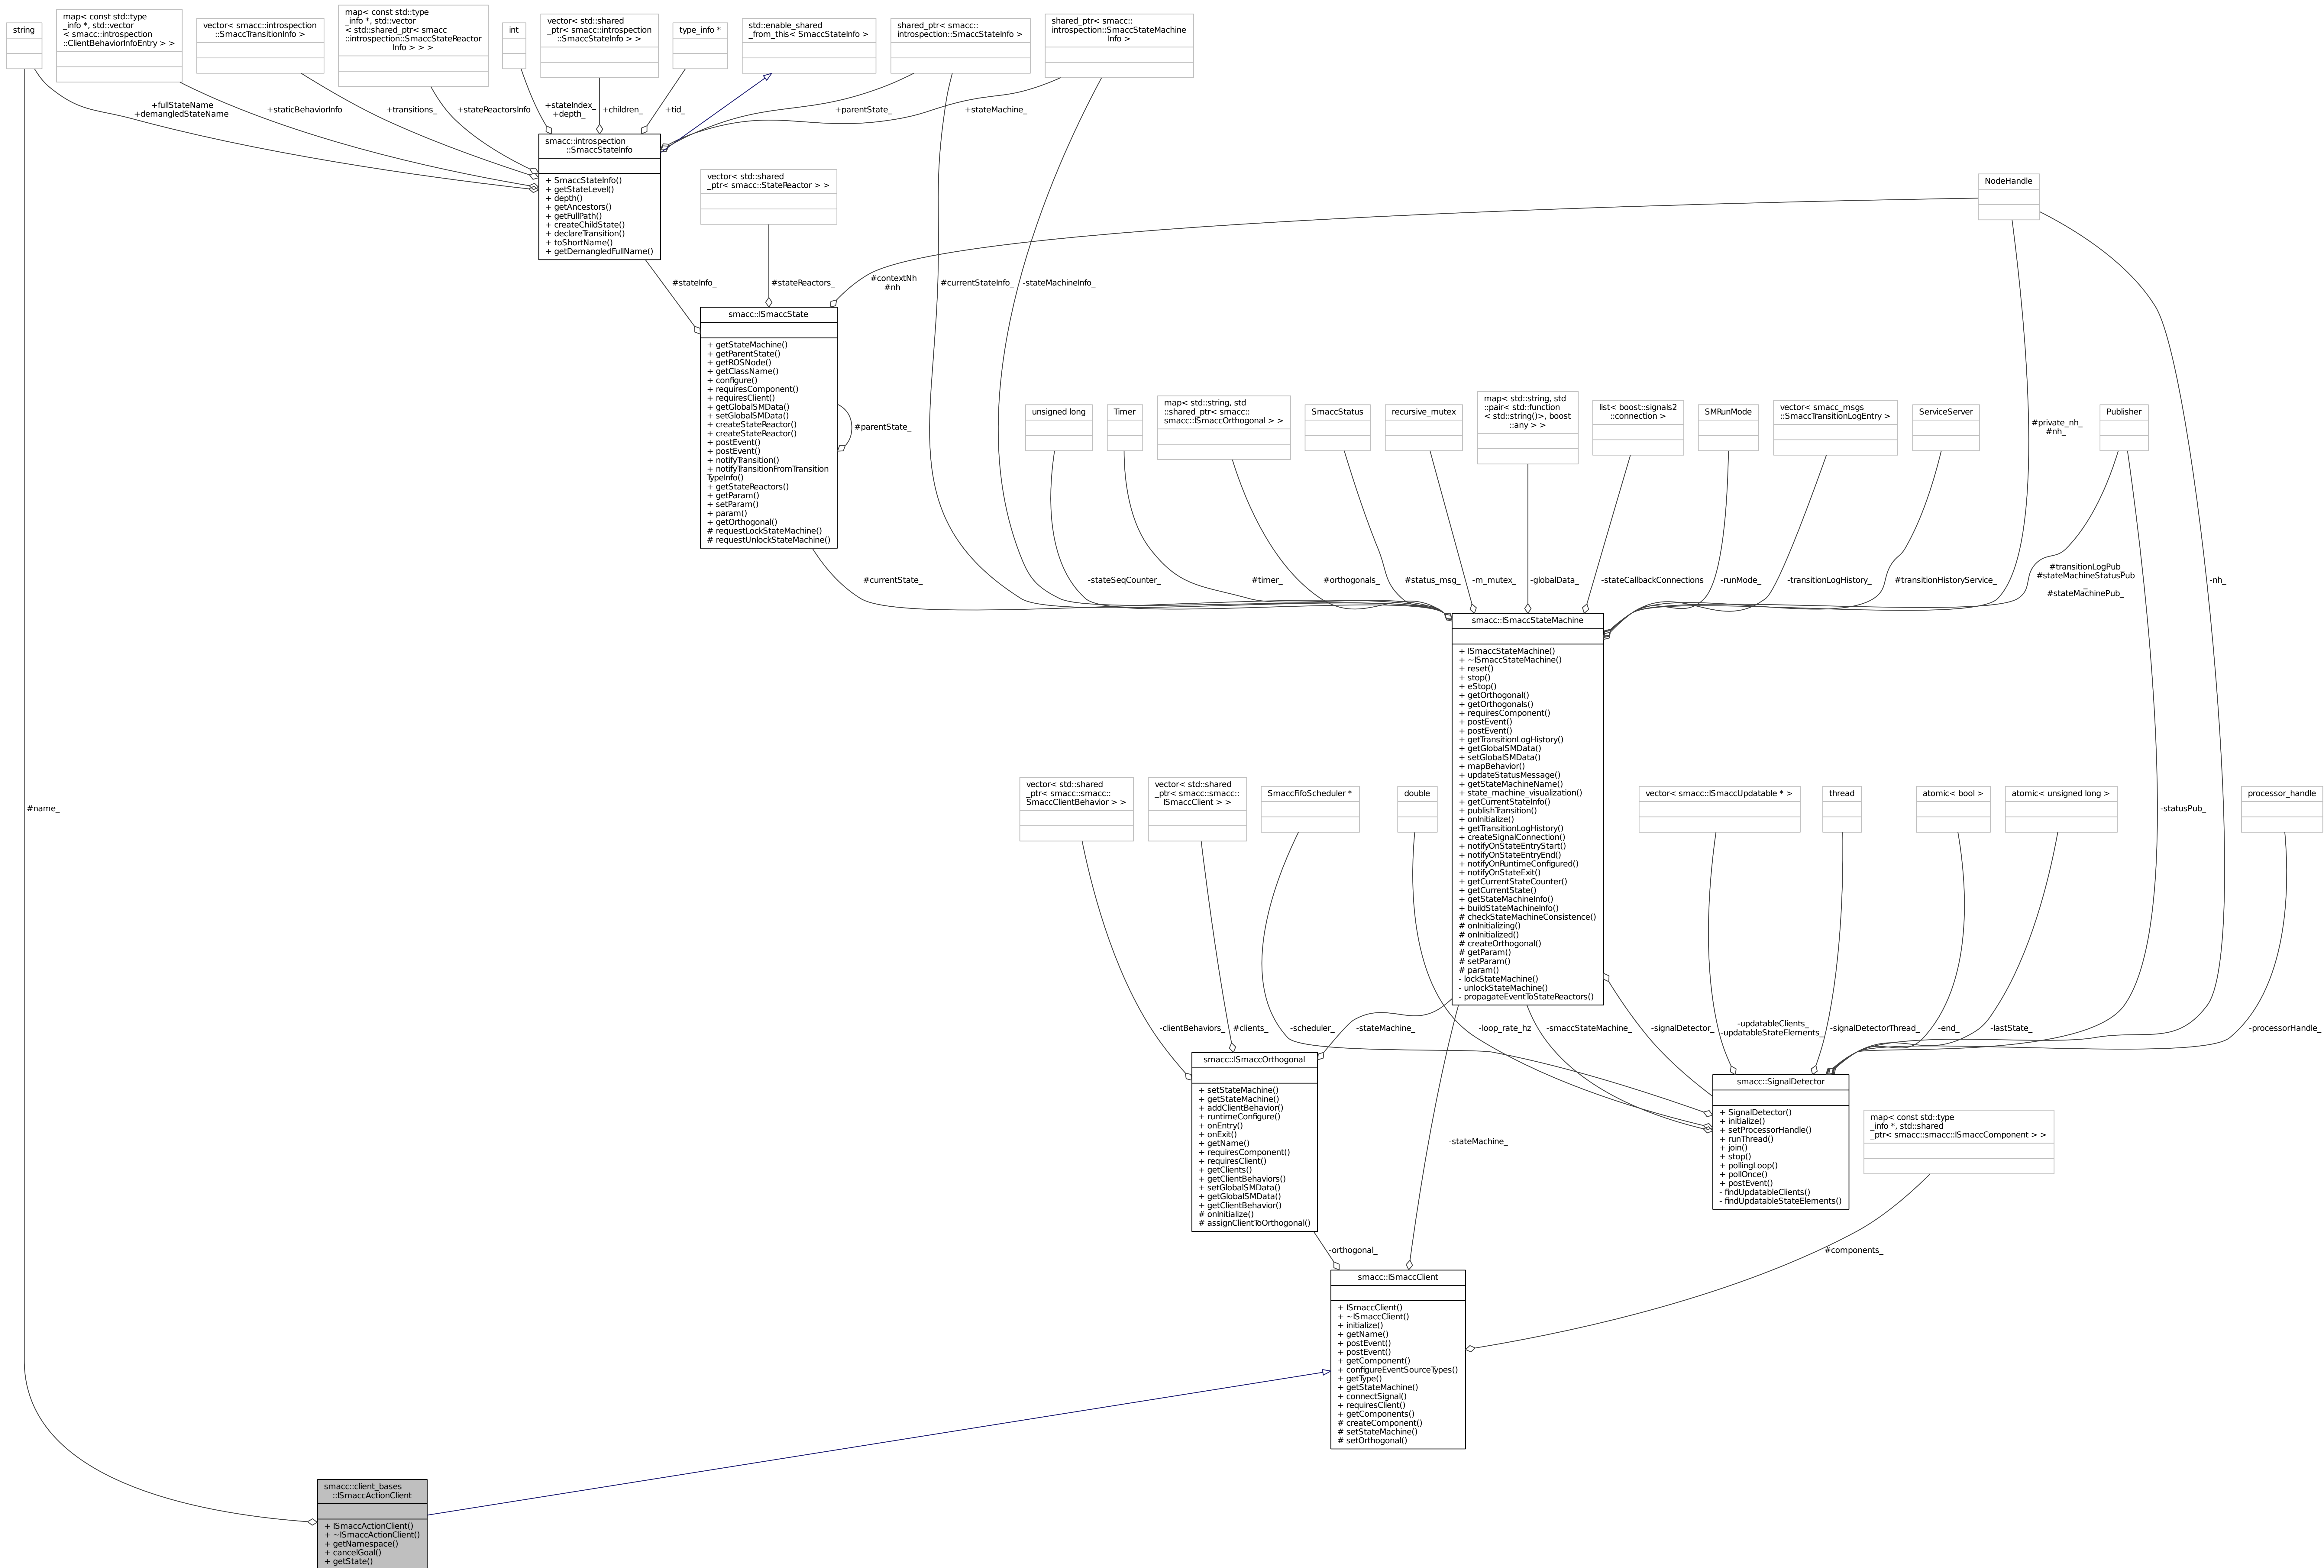 string
map< const std::type
_info *, std::vector
< smacc::introspection
::ClientBehaviorInfoEntry > >
vector< smacc::introspection
::SmaccTransitionInfo >
map< const std::type
_info *, std::vector
< std::shared_ptr< smacc
::introspection::SmaccStateReactor
Info > > >
int
vector< std::shared
_ptr< smacc::introspection
::SmaccStateInfo > >
type_info *
std::enable_shared
_from_this< SmaccStateInfo >
shared_ptr< smacc::
introspection::SmaccStateInfo >
shared_ptr< smacc::
introspection::SmaccStateMachine
Info >
+fullStateName
+demangledStateName
+staticBehaviorInfo
+transitions_
+stateReactorsInfo
+stateIndex_
+depth_
+children_
+tid_
+parentState_
+stateMachine_
smacc::introspection
::SmaccStateInfo
+ SmaccStateInfo()
+ getStateLevel()
+ depth()
+ getAncestors()
+ getFullPath()
+ createChildState()
+ declareTransition()
+ toShortName()
+ getDemangledFullName()
vector< std::shared
_ptr< smacc::StateReactor > >
NodeHandle
#stateInfo_
#stateReactors_
#contextNh
#nh
#currentStateInfo_
-stateMachineInfo_
smacc::ISmaccState
+ getStateMachine()
+ getParentState()
+ getROSNode()
+ getClassName()
+ configure()
+ requiresComponent()
+ requiresClient()
+ getGlobalSMData()
+ setGlobalSMData()
+ createStateReactor()
+ createStateReactor()
+ postEvent()
+ postEvent()
+ notifyTransition()
+ notifyTransitionFromTransition
TypeInfo()
+ getStateReactors()
+ getParam()
+ setParam()
+ param()
+ getOrthogonal()
# requestLockStateMachine()
# requestUnlockStateMachine()
#parentState_
unsigned long
Timer
map< std::string, std
::shared_ptr< smacc::
smacc::ISmaccOrthogonal > >
SmaccStatus
recursive_mutex
map< std::string, std
::pair< std::function
< std::string()>, boost
::any > >
list< boost::signals2
::connection >
SMRunMode
vector< smacc_msgs
::SmaccTransitionLogEntry >
ServiceServer
#private_nh_
#nh_
Publisher
#currentState_
-stateSeqCounter_
#timer_
#orthogonals_
#status_msg_
-m_mutex_
-globalData_
-stateCallbackConnections
-runMode_
-transitionLogHistory_
#transitionHistoryService_
#transitionLogPub_
#stateMachineStatusPub
_
#stateMachinePub_
-nh_
smacc::ISmaccStateMachine
+ ISmaccStateMachine()
+ ~ISmaccStateMachine()
+ reset()
+ stop()
+ eStop()
+ getOrthogonal()
+ getOrthogonals()
+ requiresComponent()
+ postEvent()
+ postEvent()
+ getTransitionLogHistory()
+ getGlobalSMData()
+ setGlobalSMData()
+ mapBehavior()
+ updateStatusMessage()
+ getStateMachineName()
+ state_machine_visualization()
+ getCurrentStateInfo()
+ publishTransition()
+ onInitialize()
+ getTransitionLogHistory()
+ createSignalConnection()
+ notifyOnStateEntryStart()
+ notifyOnStateEntryEnd()
+ notifyOnRuntimeConfigured()
+ notifyOnStateExit()
+ getCurrentStateCounter()
+ getCurrentState()
+ getStateMachineInfo()
+ buildStateMachineInfo()
# checkStateMachineConsistence()
# onInitializing()
# onInitialized()
# createOrthogonal()
# getParam()
# setParam()
# param()
- lockStateMachine()
- unlockStateMachine()
- propagateEventToStateReactors()
#name_
vector< std::shared
_ptr< smacc::smacc::
SmaccClientBehavior > >
vector< std::shared
_ptr< smacc::smacc::
ISmaccClient > >
SmaccFifoScheduler *
double
vector< smacc::ISmaccUpdatable * >
thread
atomic< bool >
atomic< unsigned long >
-statusPub_
processor_handle
-clientBehaviors_
#clients_
-scheduler_
-stateMachine_
-loop_rate_hz
-smaccStateMachine_
-signalDetector_
-updatableClients_
-updatableStateElements_
-signalDetectorThread_
-end_
-lastState_
-processorHandle_
smacc::ISmaccOrthogonal
+ setStateMachine()
+ getStateMachine()
+ addClientBehavior()
+ runtimeConfigure()
+ onEntry()
+ onExit()
+ getName()
+ requiresComponent()
+ requiresClient()
+ getClients()
+ getClientBehaviors()
+ setGlobalSMData()
+ getGlobalSMData()
+ getClientBehavior()
# onInitialize()
# assignClientToOrthogonal()
smacc::SignalDetector
+ SignalDetector()
+ initialize()
+ setProcessorHandle()
+ runThread()
+ join()
+ stop()
+ pollingLoop()
+ pollOnce()
+ postEvent()
- findUpdatableClients()
- findUpdatableStateElements()
map< const std::type
_info *, std::shared
_ptr< smacc::smacc::ISmaccComponent > >
-stateMachine_
-orthogonal_
#components_
smacc::ISmaccClient
+ ISmaccClient()
+ ~ISmaccClient()
+ initialize()
+ getName()
+ postEvent()
+ postEvent()
+ getComponent()
+ configureEventSourceTypes()
+ getType()
+ getStateMachine()
+ connectSignal()
+ requiresClient()
+ getComponents()
# createComponent()
# setStateMachine()
# setOrthogonal()
smacc::client_bases
::ISmaccActionClient
+ ISmaccActionClient()
+ ~ISmaccActionClient()
+ getNamespace()
+ cancelGoal()
+ getState()